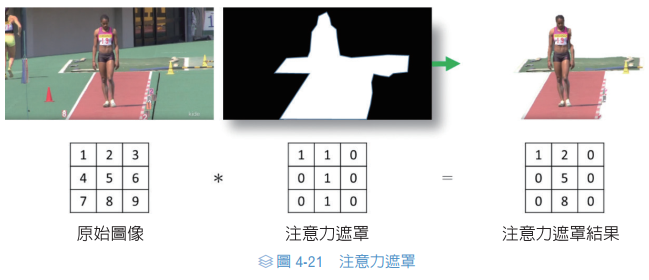 1 2 3
4 5 6
7 8 9
*
1 1 0
0 1 0
0 1 0
=
1 2 0
0 5 0
0 8 0
原始圖像
注意力遮罩
注意力遮罩結果
圖 4-21 注意力遮罩